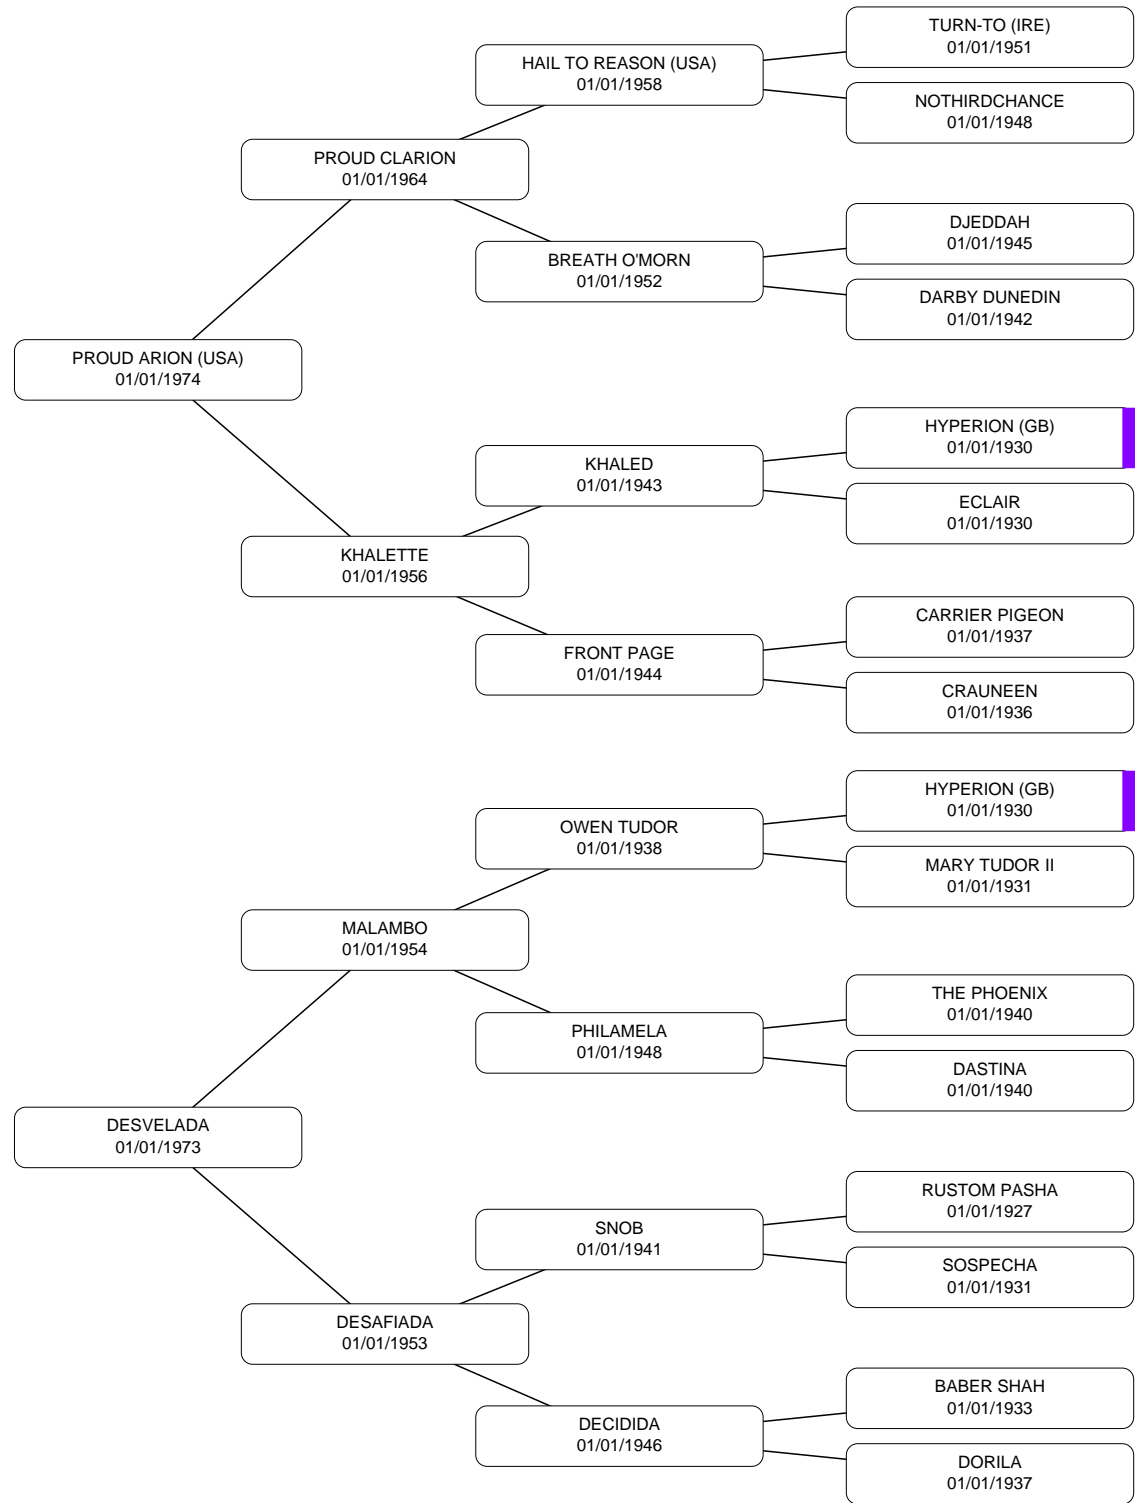 TURN-TO (IRE)
01/01/1951
HAIL TO REASON (USA)
01/01/1958
NOTHIRDCHANCE
01/01/1948
PROUD CLARION
01/01/1964
DJEDDAH
01/01/1945
BREATH O'MORN
01/01/1952
DARBY DUNEDIN
01/01/1942
PROUD ARION (USA)
01/01/1974
HYPERION (GB)
01/01/1930
KHALED
01/01/1943
ECLAIR
01/01/1930
KHALETTE
01/01/1956
CARRIER PIGEON
01/01/1937
FRONT PAGE
01/01/1944
CRAUNEEN
01/01/1936
HYPERION (GB)
01/01/1930
OWEN TUDOR
01/01/1938
MARY TUDOR II
01/01/1931
MALAMBO
01/01/1954
THE PHOENIX
01/01/1940
PHILAMELA
01/01/1948
DASTINA
01/01/1940
DESVELADA
01/01/1973
RUSTOM PASHA
01/01/1927
SNOB
01/01/1941
SOSPECHA
01/01/1931
DESAFIADA
01/01/1953
BABER SHAH
01/01/1933
DECIDIDA
01/01/1946
DORILA
01/01/1937